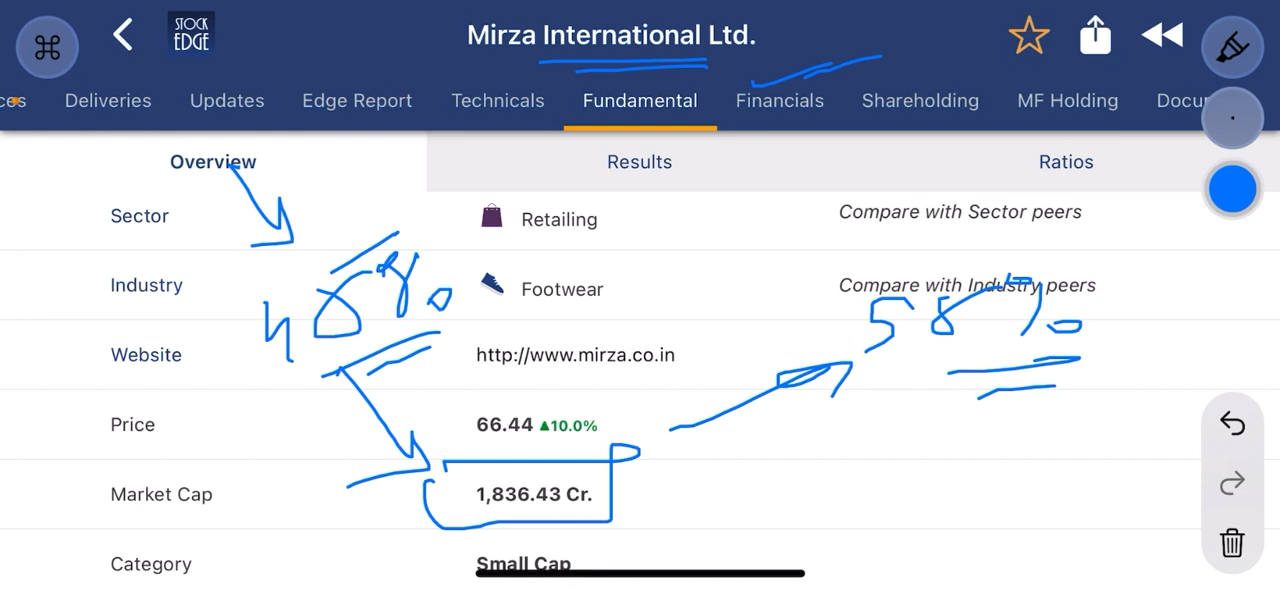 STOCK EDGE
Mirza International Ltd.
ces Deliveries Updates Edge Report Technicals Fundamental Financials Shareholding MF Holding Docu
Overview Results Ratios
Sector Retailing Compare with Sector peers
Industry Footwear Compare with Industry peers
48%
58%
Website http://www.mirza.co.in
Price 66.44 ▲10.0%
Market Cap 1,836.43 Cr.
Category Small Cap